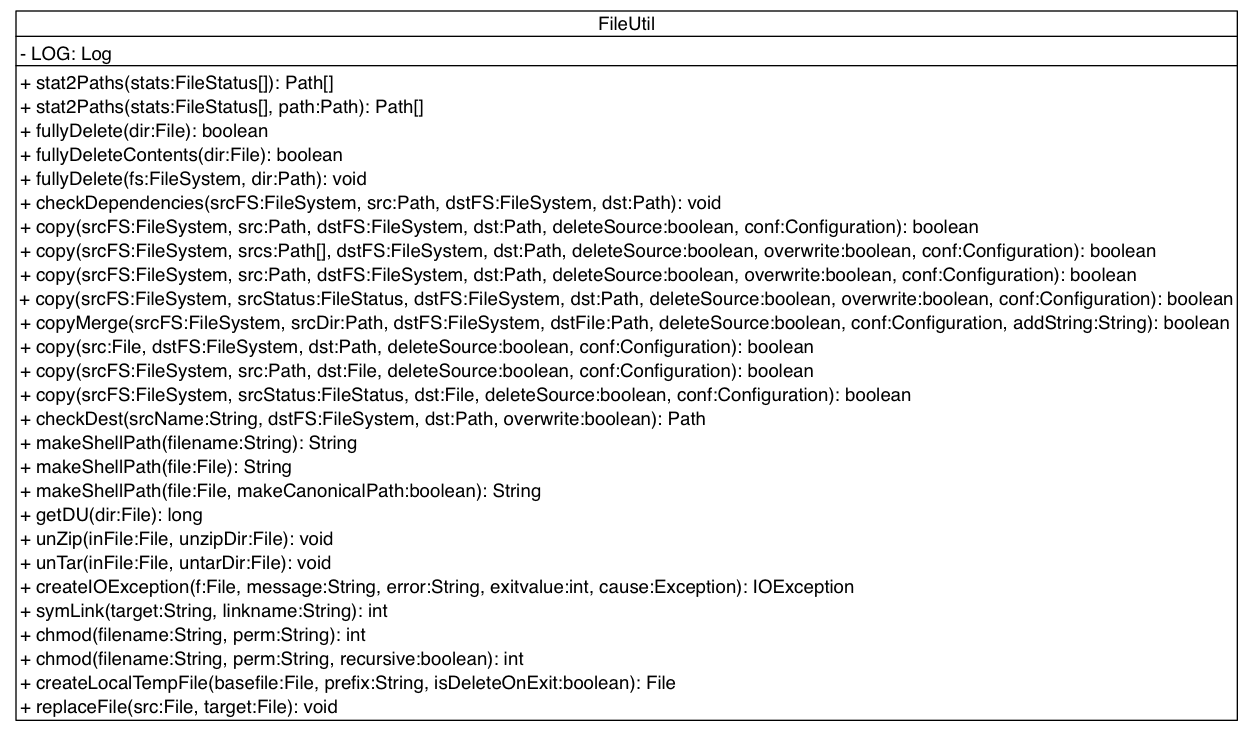 FileUtil
- LOG: Log
+ stat2Paths(stats:FileStatus[]): Path[]
+ stat2Paths(stats:FileStatus[], path:Path): Path[]
+ fullyDelete(dir:File): boolean
+ fullyDeleteContents(dir:File): boolean
+ fullyDelete(fs:FileSystem, dir:Path): void
+ checkDependencies(srcFS:FileSystem, src:Path, dstFS:FileSystem, dst:Path): void
+ copy(srcFS:FileSystem, src:Path, dstFS:FileSystem, dst:Path, deleteSource:boolean, conf:Configuration): boolean
+ copy(srcFS:FileSystem, srcs:Path[], dstFS:FileSystem, dst:Path, deleteSource:boolean, overwrite:boolean, conf:Configuration): boolean
+ copy(srcFS:FileSystem, src:Path, dstFS:FileSystem, dst:Path, deleteSource:boolean, overwrite:boolean, conf:Configuration): boolean
+ copy(srcFS:FileSystem, srcStatus:FileStatus, dstFS:FileSystem, dst:Path, deleteSource:boolean, overwrite:boolean, conf:Configuration): boolean
+ copyMerge(srcFS:FileSystem, srcDir:Path, dstFS:FileSystem, dstFile:Path, deleteSource:boolean, conf:Configuration, addString:String): boolean
+ copy(src:File, dstFS:FileSystem, dst:Path, deleteSource:boolean, conf:Configuration): boolean
+ copy(srcFS:FileSystem, src:Path, dst:File, deleteSource:boolean, conf:Configuration): boolean
+ copy(srcFS:FileSystem, srcStatus:FileStatus, dst:File, deleteSource:boolean, conf:Configuration): boolean
+ checkDest(srcName:String, dstFS:FileSystem, dst:Path, overwrite:boolean): Path
+ makeShellPath(filename:String): String
+ makeShellPath(file:File): String
+ makeShellPath(file:File, makeCanonicalPath:boolean): String
+ getDU(dir:File): long
+ unZip(inFile:File, unzipDir:File): void
+ unTar(inFile:File, untarDir:File): void
+ createIOException(f:File, message:String, error:String, exitvalue:int, cause:Exception): IOException
+ symLink(target:String, linkname:String): int
+ chmod(filename:String, perm:String): int
+ chmod(filename:String, perm:String, recursive:boolean): int
+ createLocalTempFile(basefile:File, prefix:String, isDeleteOnExit:boolean): File
+ replaceFile(src:File, target:File): void